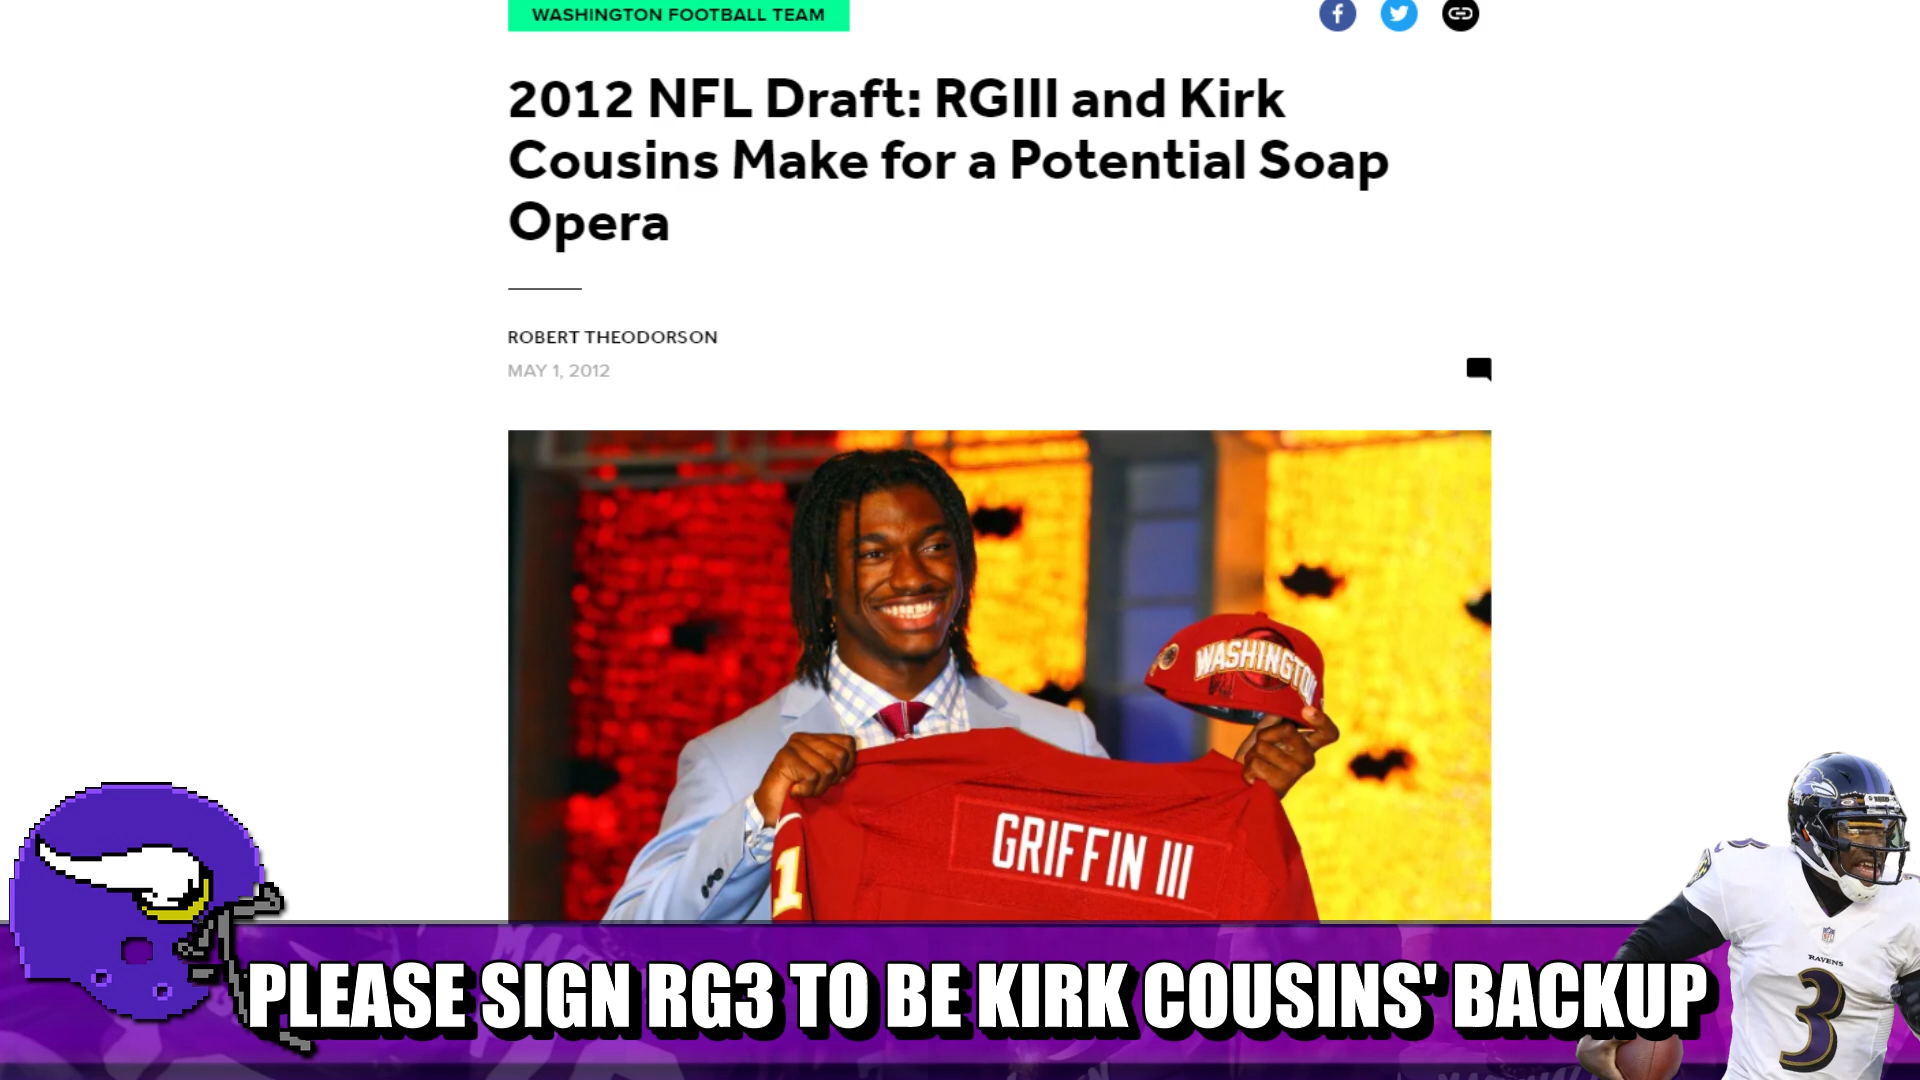 WASHINGTON FOOTBALL TEAM
2012 NFL Draft: RGIII and Kirk
Cousins Make for a Potential Soap
Opera
ROBERT THEODORSON
MAY 1, 2012
WASHINGTON
GRIFFIN III
1
RAVENS
3
PLEASE SIGN RG3 TO BE KIRK COUSINS' BACKUP